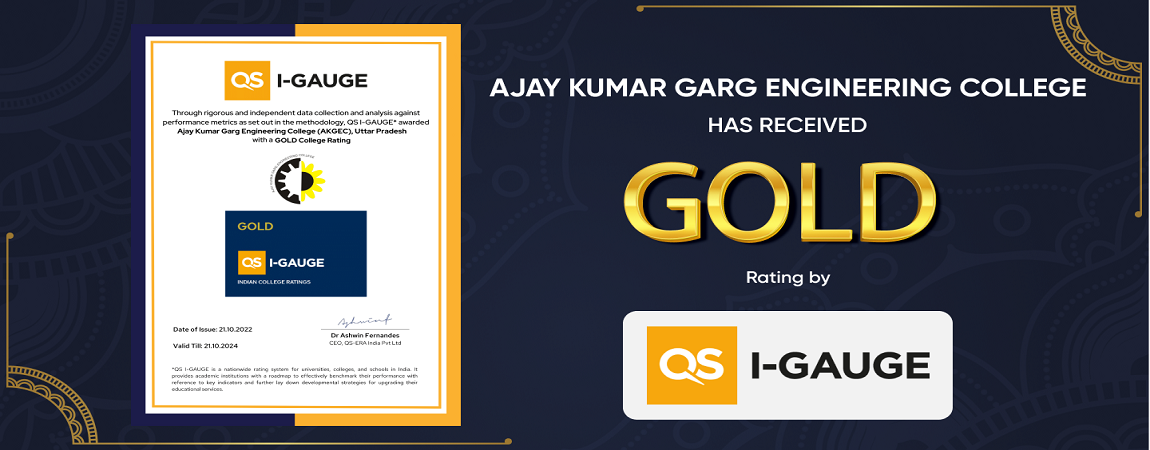 QS I-GAUGE
Through rigorous and independent data collection and analysis against
performance metrics as set out in the methodology, QS I-GAUGE* awarded
Ajay Kumar Garg Engineering College (AKGEC), Uttar Pradesh
with a GOLD College Rating
GOLD
QS I-GAUGE
INDIAN COLLEGE RATINGS
Date of Issue: 21.10.2022
Valid Till: 21.10.2024
Dr Ashwin Fernandes
CEO, QS-ERA India Pvt Ltd
*QS I-GAUGE is a nationwide rating system for universities, colleges, and schools in India. It
provides academic institutions with a roadmap to effectively benchmark their performance with
reference to key indicators and further lay down developmental strategies for upgrading their
educational services.
AJAY KUMAR GARG ENGINEERING COLLEGE
HAS RECEIVED
GOLD
Rating by
QS I-GAUGE